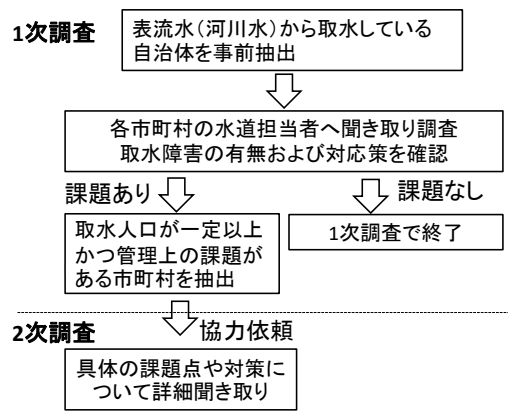 1次調査
表流水（河川水）から取水している
自治体を事前抽出
各市町村の水道担当者へ聞き取り調査
取水障害の有無および対応策を確認
課題あり
課題なし
取水人口が一定以上
かつ管理上の課題が
ある市町村を抽出
1次調査で終了
2次調査
協力依頼
具体の課題点や対策に
ついて詳細聞き取り